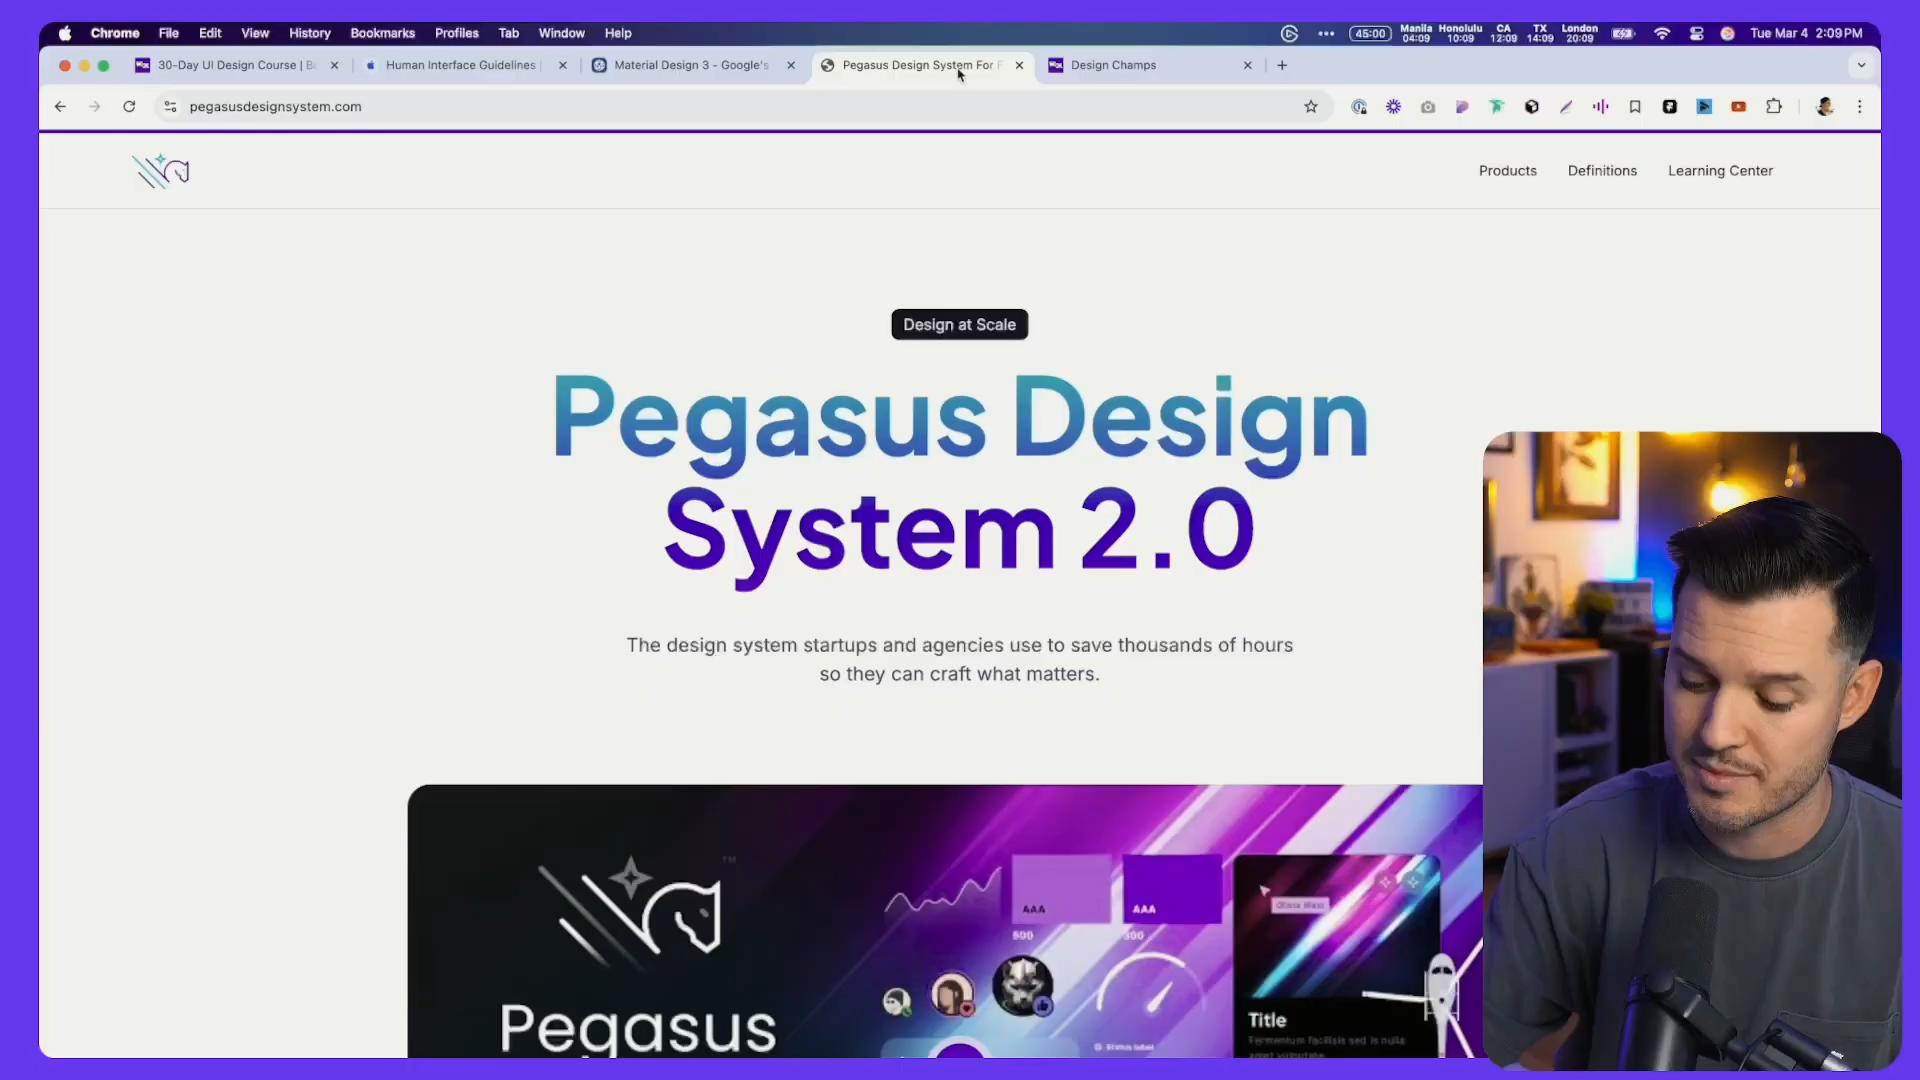 Chrome File Edit View History Bookmarks Profiles Tab Window Help
45:00
Manila 04:09
Honolulu 10:09
CA 12:09
TX 14:09
London 20:09
Tue Mar 4 2:09 PM
30-Day UI Design Course |
Human Interface Guidelines
Material Design 3 - Google's
Pegasus Design System For
Design Champs
pegasusdesignsystem.com
Products Definitions Learning Center
Design at Scale
Pegasus Design
System 2.0
The design system startups and agencies use to save thousands of hours
so they can craft what matters.
TM
AAA AAA
500 300
Title
Pegasus